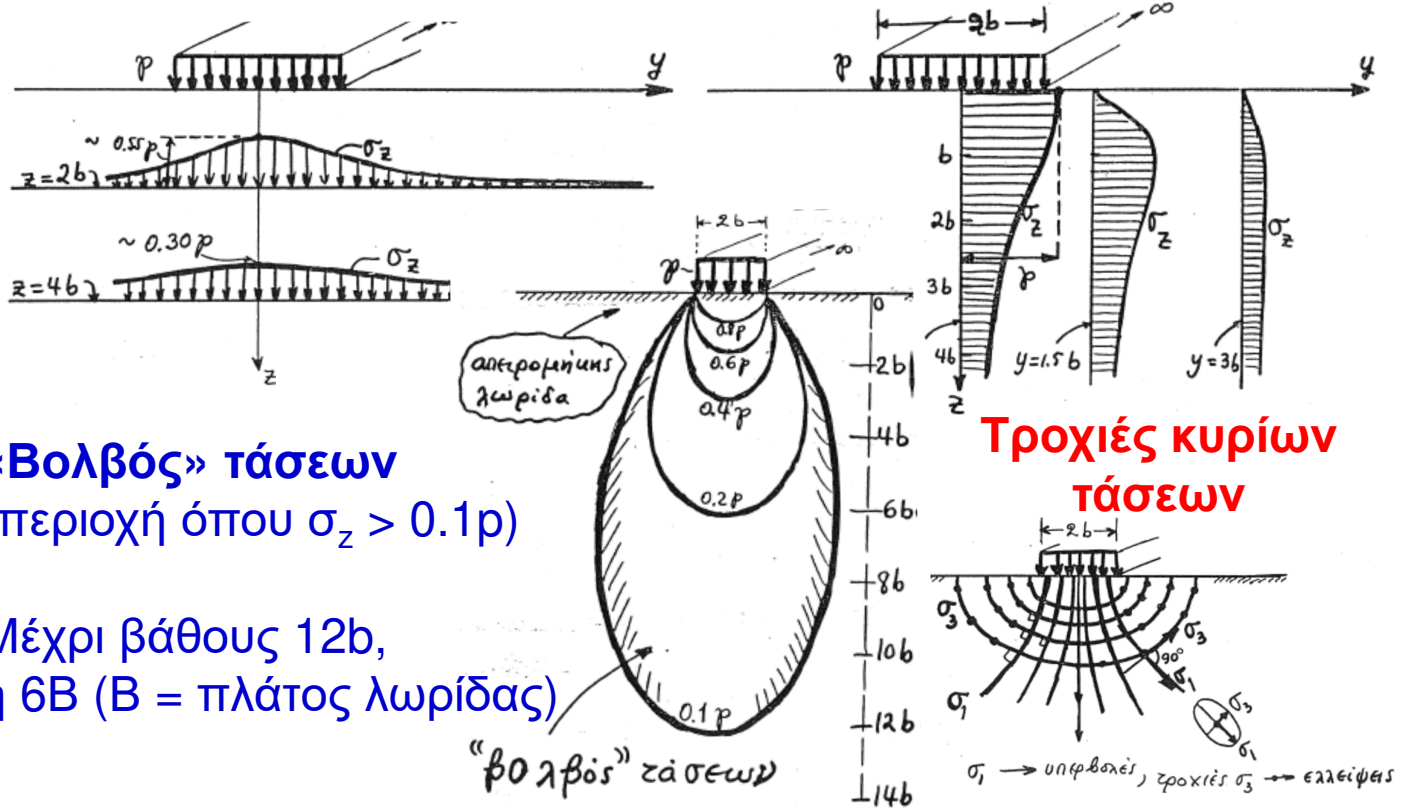 p
y
~ 0.55p
σz
z=2b
~ 0.30p
σz
z=4b
z
2b
∞
p
y
b
2b
3b
4b
z
σz
p
σz
y=1.5b
σz
y=3b
2b
p
∞
απειρομήκης
λωρίδα
0.8p
0.6p
0.4p
0.2p
0.1p
0
2b
4b
6b
8b
10b
12b
14b
"βολβός" τάσεων
«Βολβός» τάσεων
περιοχή όπου σz > 0.1p)
Μέχρι βάθους 12b,
ή 6B (B = πλάτος λωρίδας)
Τροχιές κυρίων
τάσεων
2b
σ3
σ3
90°
σ1
σ1
σ3
σ1
σ1 → υπερβολές, τροχιές σ3 → ελλείψεις